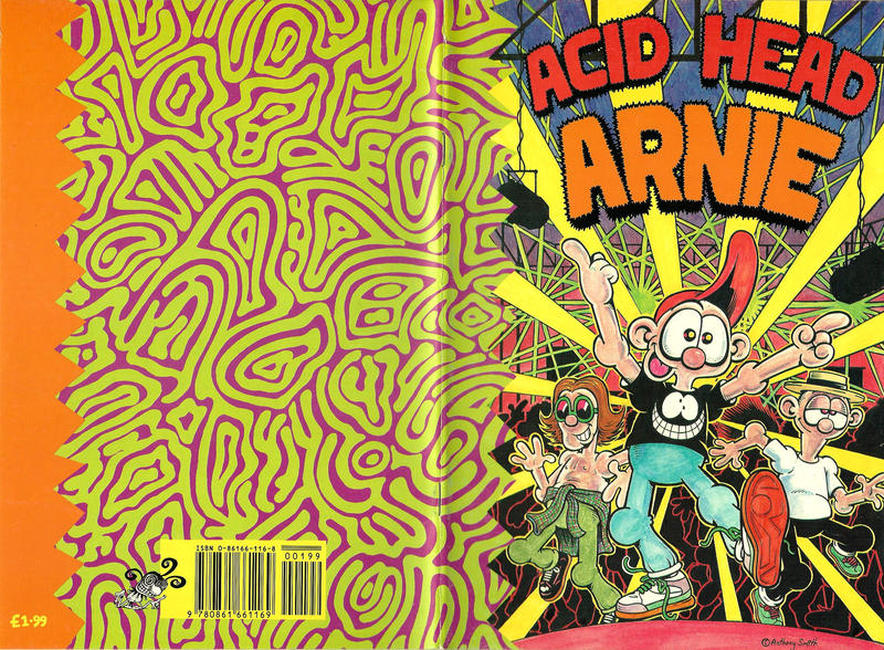 ACID HEAD
ARNIE
ISBN 0-86166-116-8
00199
9 780861 661169
£1·99
© Anthony Smith